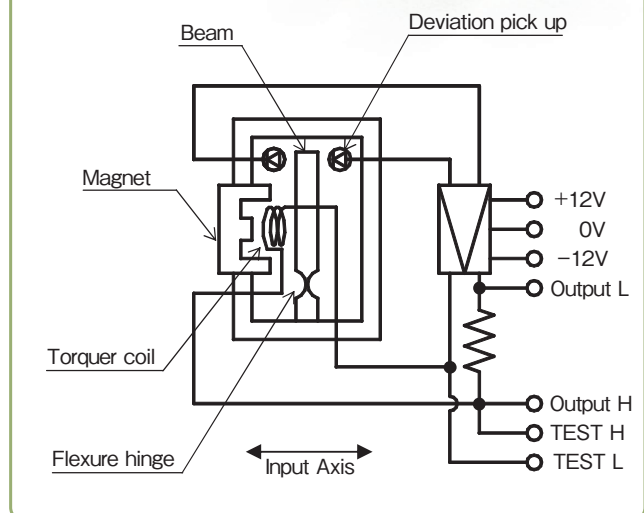 Beam
Deviation pick up
Magnet
+12V
0V
−12V
Output L
Torquer coil
Output H
TEST H
Flexure hinge
Input Axis
TEST L